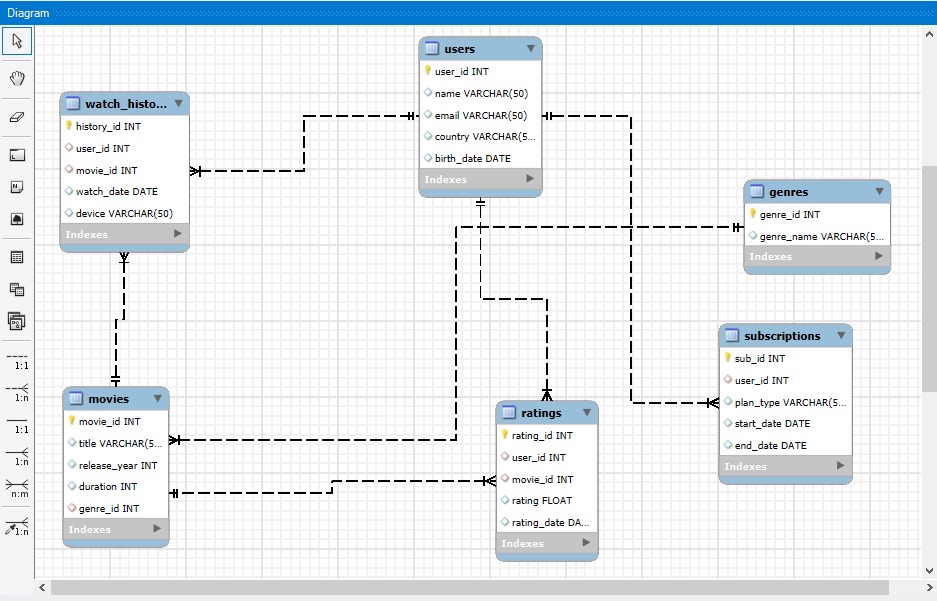 Diagram
users
user_id INT
name VARCHAR(50)
email VARCHAR(50)
country VARCHAR(5...
birth_date DATE
Indexes
watch_histo...
history_id INT
user_id INT
movie_id INT
watch_date DATE
device VARCHAR(50)
Indexes
genres
genre_id INT
genre_name VARCHAR(5...
Indexes
subscriptions
sub_id INT
user_id INT
plan_type VARCHAR(5...
start_date DATE
end_date DATE
Indexes
movies
movie_id INT
title VARCHAR(5...
release_year INT
duration INT
genre_id INT
Indexes
ratings
rating_id INT
user_id INT
movie_id INT
rating FLOAT
rating_date DA...
Indexes
1:1
1:n
1:1
1:n
n:m
1:n